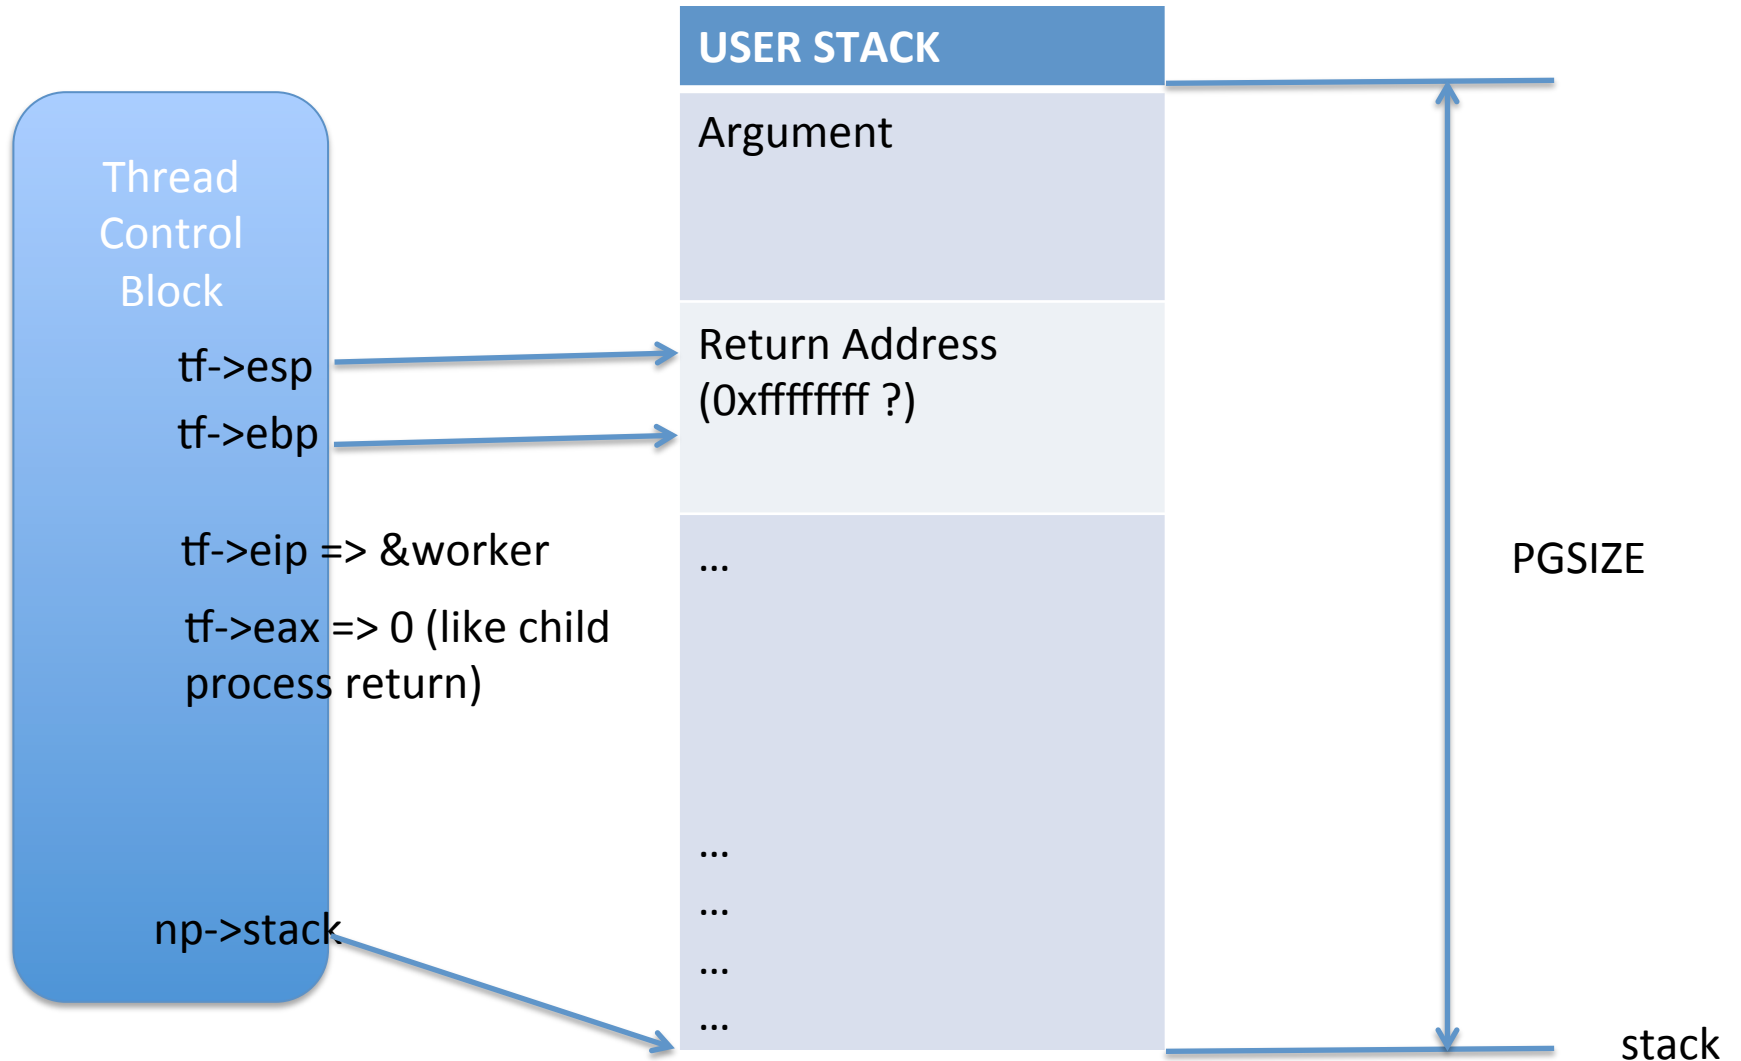 USER STACK
Argument
Thread
Control
Block
tf->esp
tf->ebp
tf->eip => &worker
tf->eax => 0 (like child
process return)
np->stack
Return Address
(0xffffffff ?)
...
...
...
...
...
PGSIZE
stack